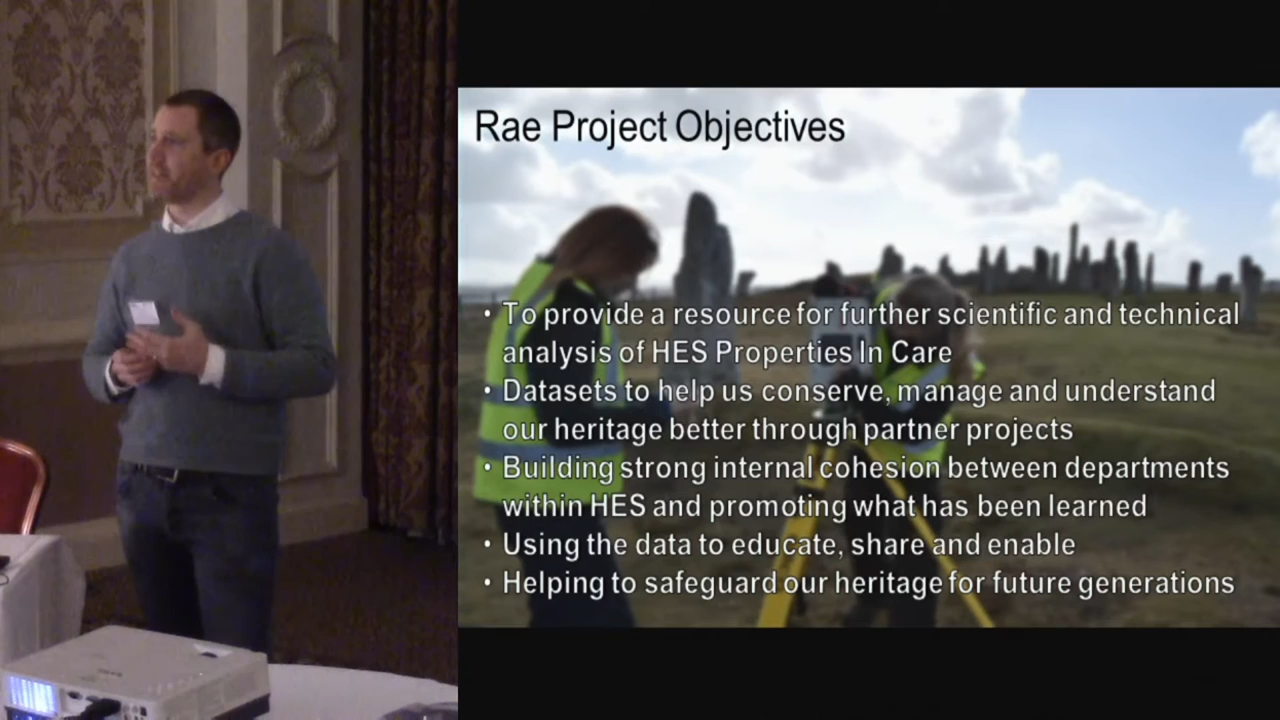 Rae Project Objectives
• To provide a resource for further scientific and technical
analysis of HES Properties In Care
• Datasets to help us conserve, manage and understand
our heritage better through partner projects
• Building strong internal cohesion between departments
within HES and promoting what has been learned
• Using the data to educate, share and enable
• Helping to safeguard our heritage for future generations